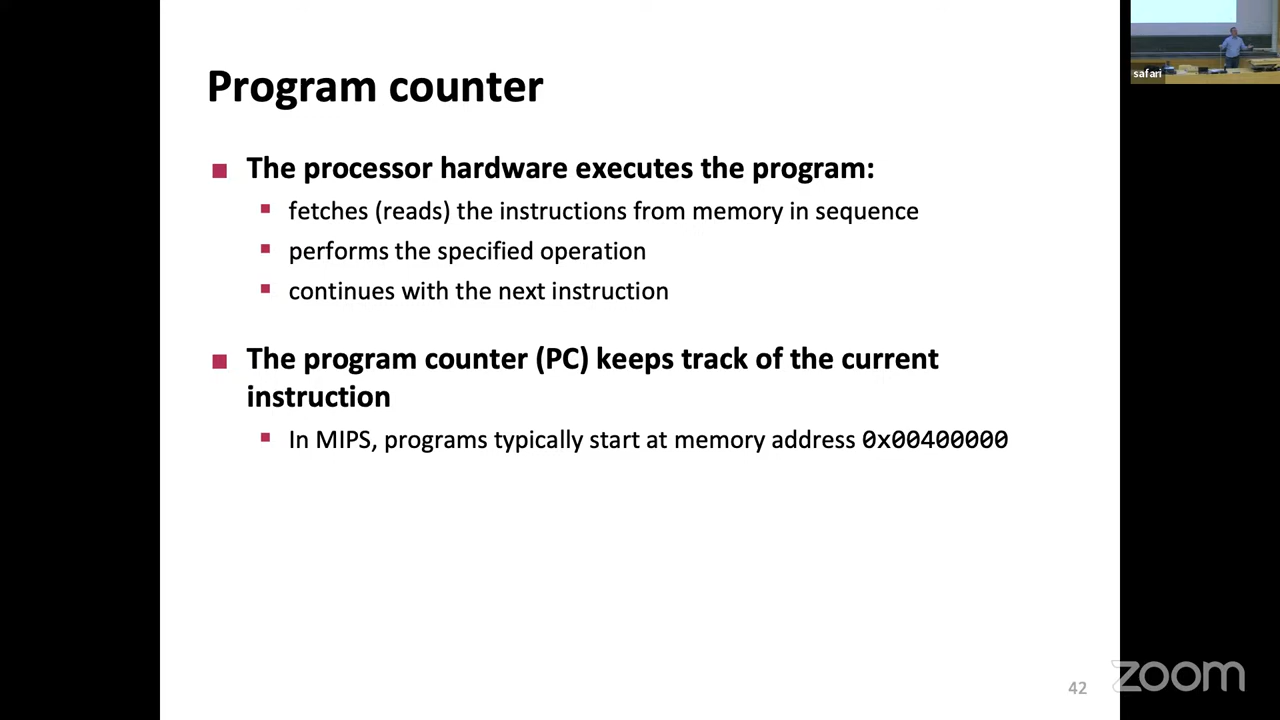 Program counter
The processor hardware executes the program:
fetches (reads) the instructions from memory in sequence
performs the specified operation
continues with the next instruction
The program counter (PC) keeps track of the current
instruction
In MIPS, programs typically start at memory address 0x00400000
42
safari
zoom